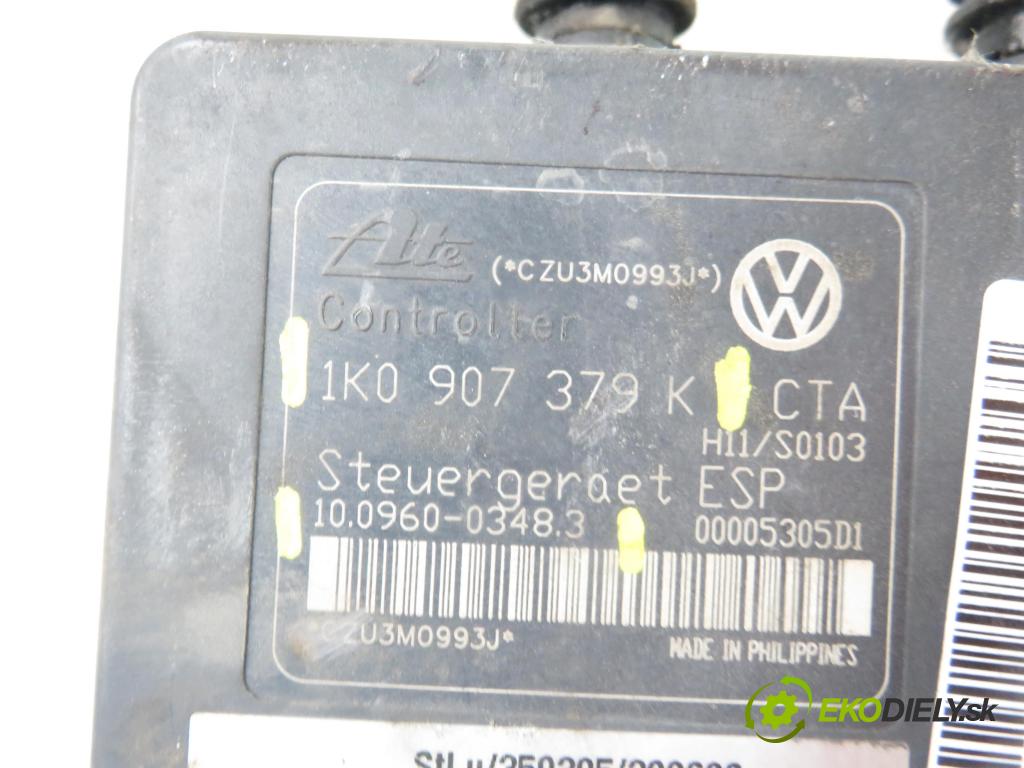 Ate
(*CZU3M0993J*)
Controller
1K0 907 379 K CTA
H11/S0103
Steuergeraet ESP
10.0960-0348.3 00005305D1
*CZU3M0993J*
MADE IN PHILIPPINES
EKODIELY.sk